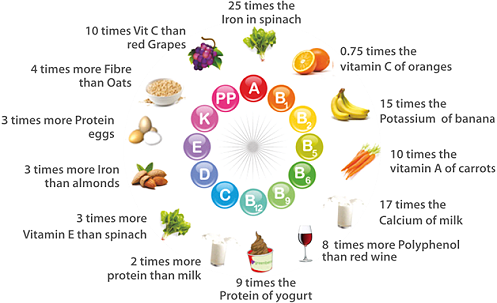 25 times the
Iron in spinach
10 times Vit C than
red Grapes
0.75 times the
vitamin C of oranges
4 times more Fibre
than Oats
15 times the
Potassium of banana
3 times more Protein
eggs
10 times the
vitamin A of carrots
3 times more Iron
than almonds
17 times the
Calcium of milk
3 times more
Vitamin E than spinach
8 times more Polyphenol
than red wine
2 times more
protein than milk
9 times the
Protein of yogurt
A
B1
B2
B5
B6
B9
B12
C
D
E
K
PP